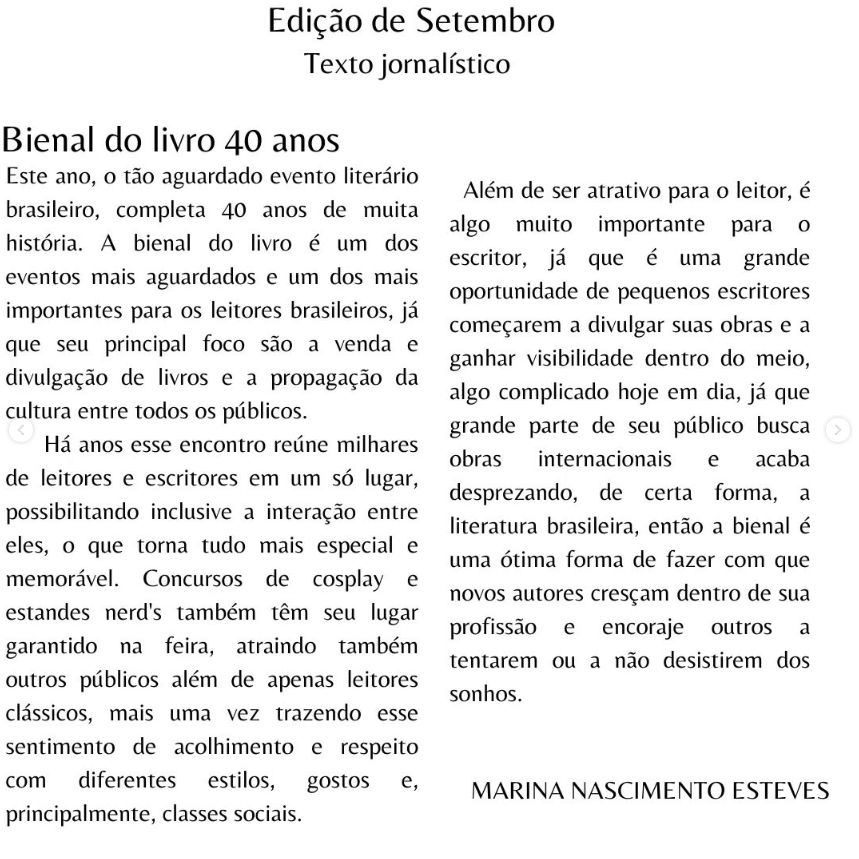 Edição de Setembro
Texto jornalístico
Bienal do livro 40 anos
Este ano, o tão aguardado evento literário
brasileiro, completa 40 anos de muita
história. A bienal do livro é um dos
eventos mais aguardados e um dos mais
importantes para os leitores brasileiros, já
que seu principal foco são a venda e
divulgação de livros e a propagação da
cultura entre todos os públicos.
Há anos esse encontro reúne milhares
de leitores e escritores em um só lugar,
possibilitando inclusive a interação entre
eles, o que torna tudo mais especial e
memorável. Concursos de cosplay e
estandes nerd's também têm seu lugar
garantido na feira, atraindo também
outros públicos além de apenas leitores
clássicos, mais uma vez trazendo esse
sentimento de acolhimento e respeito
com diferentes estilos, gostos e,
principalmente, classes sociais.
Além de ser atrativo para o leitor, é
algo muito importante para o
escritor, já que é uma grande
oportunidade de pequenos escritores
começarem a divulgar suas obras e a
ganhar visibilidade dentro do meio,
algo complicado hoje em dia, já que
grande parte de seu público busca
obras internacionais e acaba
desprezando, de certa forma, a
literatura brasileira, então a bienal é
uma ótima forma de fazer com que
novos autores cresçam dentro de sua
profissão e encoraje outros a
tentarem ou a não desistirem dos
sonhos.
MARINA NASCIMENTO ESTEVES